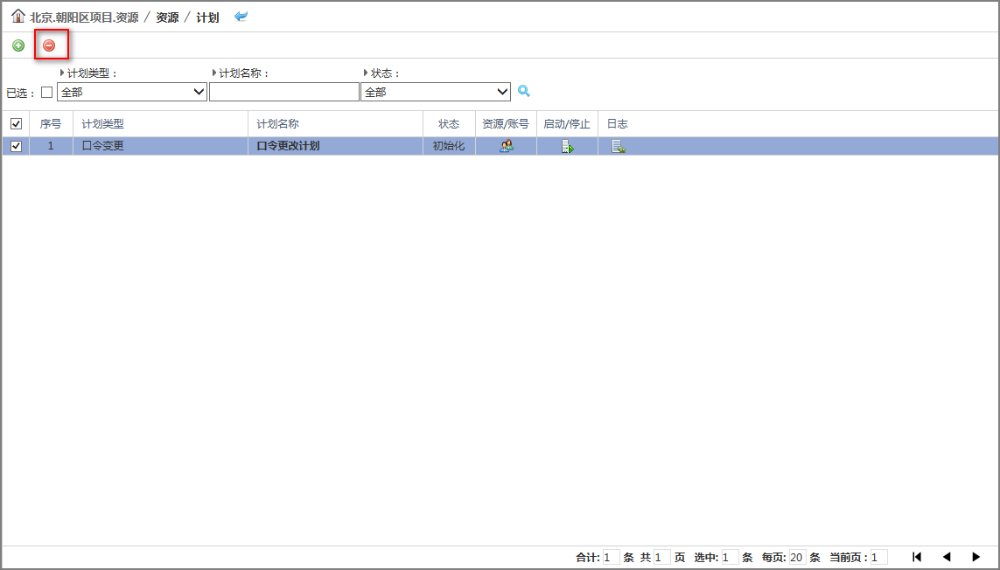 北京.朝阳区项目.资源 / 资源 / 计划
计划类型： 计划名称： 状态：
已选： 全部 全部
序号 计划类型 计划名称 状态 资源/账号 启动/停止 日志
1 口令变更 口令更改计划 初始化
合计: 1 条 共 1 页 选中: 1 条 每页: 20 条 当前页： 1